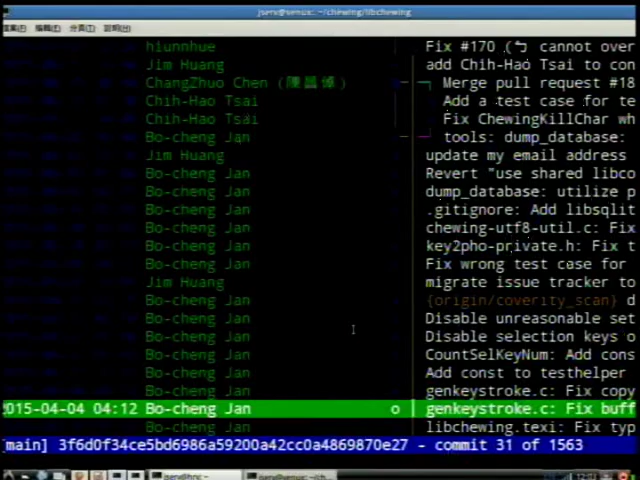 jserv@venux: ~/chewing/libchewing
hiunnhue Fix #170 (ㄅ cannot over
Jim Huang add Chih-Hao Tsai to con
ChangZhuo Chen (陳昌倬) Merge pull request #18
Chih-Hao Tsai Add a test case for te
Chih-Hao Tsai Fix ChewingKillChar wh
Bo-cheng Jan tools: dump_database:
Jim Huang update my email address
Bo-cheng Jan Revert "use shared libco
Bo-cheng Jan dump_database: utilize p
Bo-cheng Jan .gitignore: Add libsqlit
Bo-cheng Jan chewing-utf8-util.c: Fix
Bo-cheng Jan key2pho-private.h: Fix t
Bo-cheng Jan Fix wrong test case for
Jim Huang migrate issue tracker to
Bo-cheng Jan {origin/coverity_scan} d
Bo-cheng Jan Disable unreasonable set
Bo-cheng Jan Disable selection keys o
Bo-cheng Jan CountSelKeyNum: Add cons
Bo-cheng Jan Add const to testhelper
Bo-cheng Jan genkeystroke.c: Fix copy
2015-04-04 04:12 Bo-cheng Jan o genkeystroke.c: Fix buff
Bo-cheng Jan libchewing.texi: Fix typ
[main] 3f6d0f34ce5bd6986a59200a42cc0a4869870e27 - commit 31 of 1563